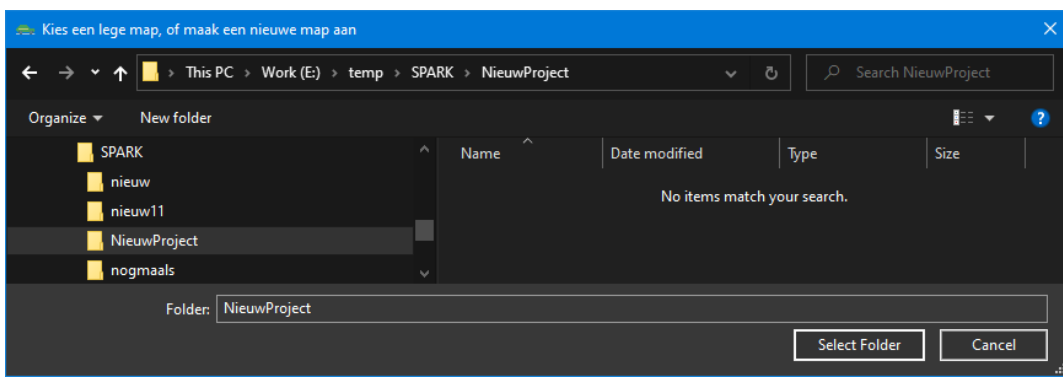 Kies een lege map, of maak een nieuwe map aan
This PC > Work (E:) > temp > SPARK > NieuwProject
Search NieuwProject
Organize
New folder
SPARK
nieuw
nieuw11
NieuwProject
nogmaals
Name Date modified Type Size
No items match your search.
Folder: NieuwProject
Select Folder Cancel